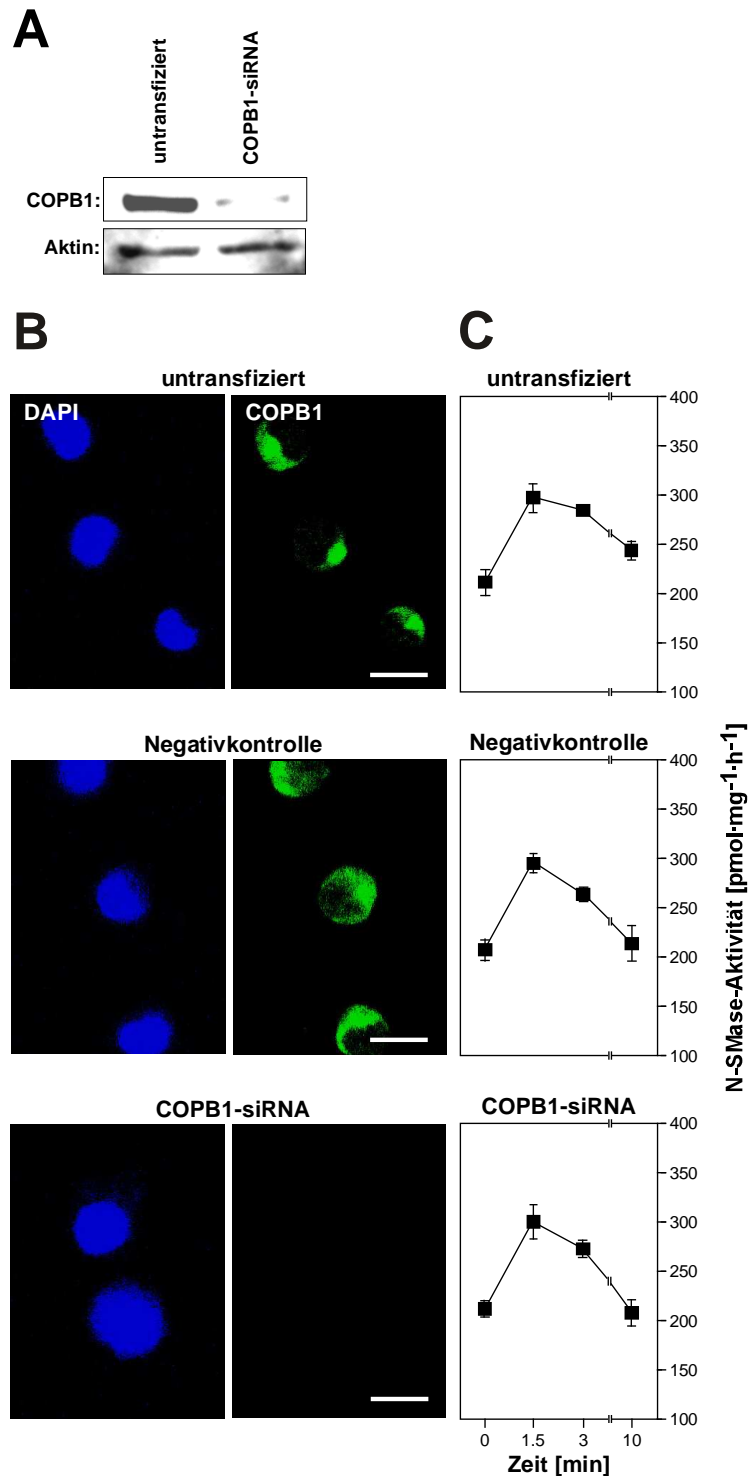 A
untransfiziert
COPB1-siRNA
COPB1:
Aktin:
B
untransfiziert
DAPI
COPB1
C
untransfiziert
400
350
300
250
200
150
100
Negativkontrolle
Negativkontrolle
400
350
300
250
200
150
100
COPB1-siRNA
COPB1-siRNA
400
350
300
250
200
150
100
0 1.5 3 10
Zeit [min]
N-SMase-Aktivität [pmol·mg⁻¹·h⁻¹]